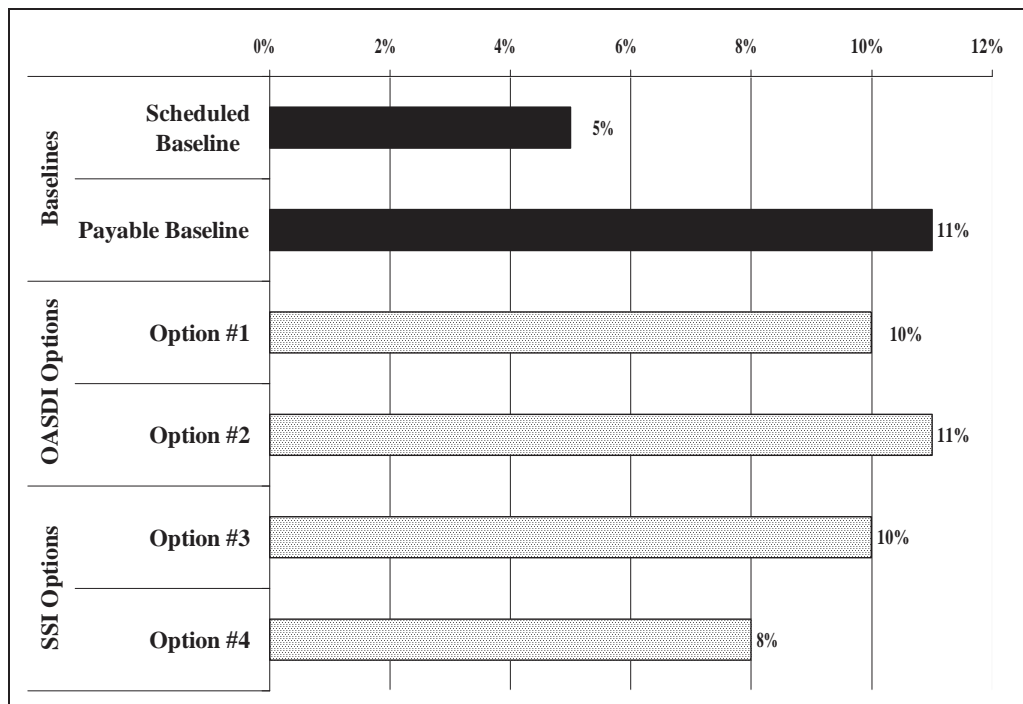 0% 2% 4% 6% 8% 10% 12%
Baselines
Scheduled
Baseline
5%
Payable Baseline
11%
OASDI Options
Option #1
10%
Option #2
11%
SSI Options
Option #3
10%
Option #4
8%